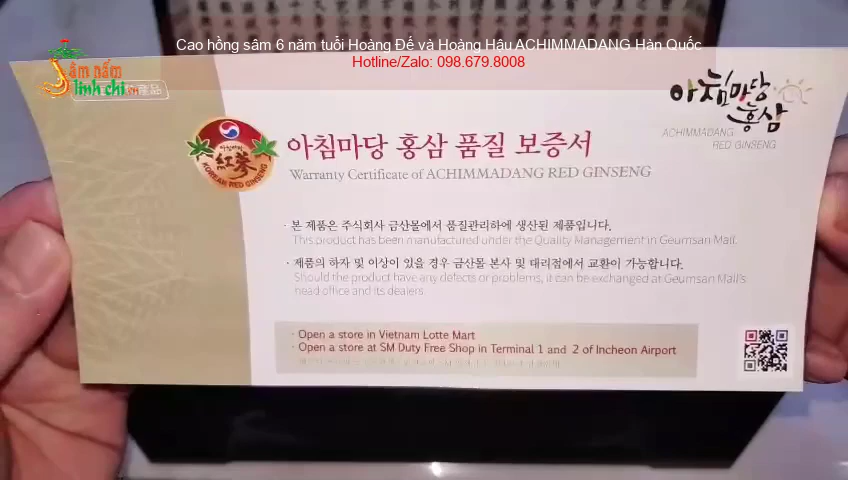 Cao hồng sâm 6 năm tuổi Hoàng Đế và Hoàng Hậu ACHIMMADANG Hàn Quốc
Hotline/Zalo: 098.679.8008
Sâm nấm
linh chi.vn
産品
아침마당
홍삼
ACHIMMADANG
RED GINSENG
紅蔘
KOREAN RED GINSENG
아침마당 홍삼 품질 보증서
Warranty Certificate of ACHIMMADANG RED GINSENG
· 본 제품은 주식회사 금산몰에서 품질관리하에 생산된 제품입니다.
This product has been manufactured under the Quality Management in Geumsan Mall.
· 제품의 하자 및 이상이 있을 경우 금산몰 본사 및 대리점에서 교환이 가능합니다.
Should the product have any defects or problems, it can be exchanged at Geumsan Mall's
head office and its dealers.
· Open a store in Vietnam Lotte Mart
· Open a store at SM Duty Free Shop in Terminal 1 and 2 of Incheon Airport